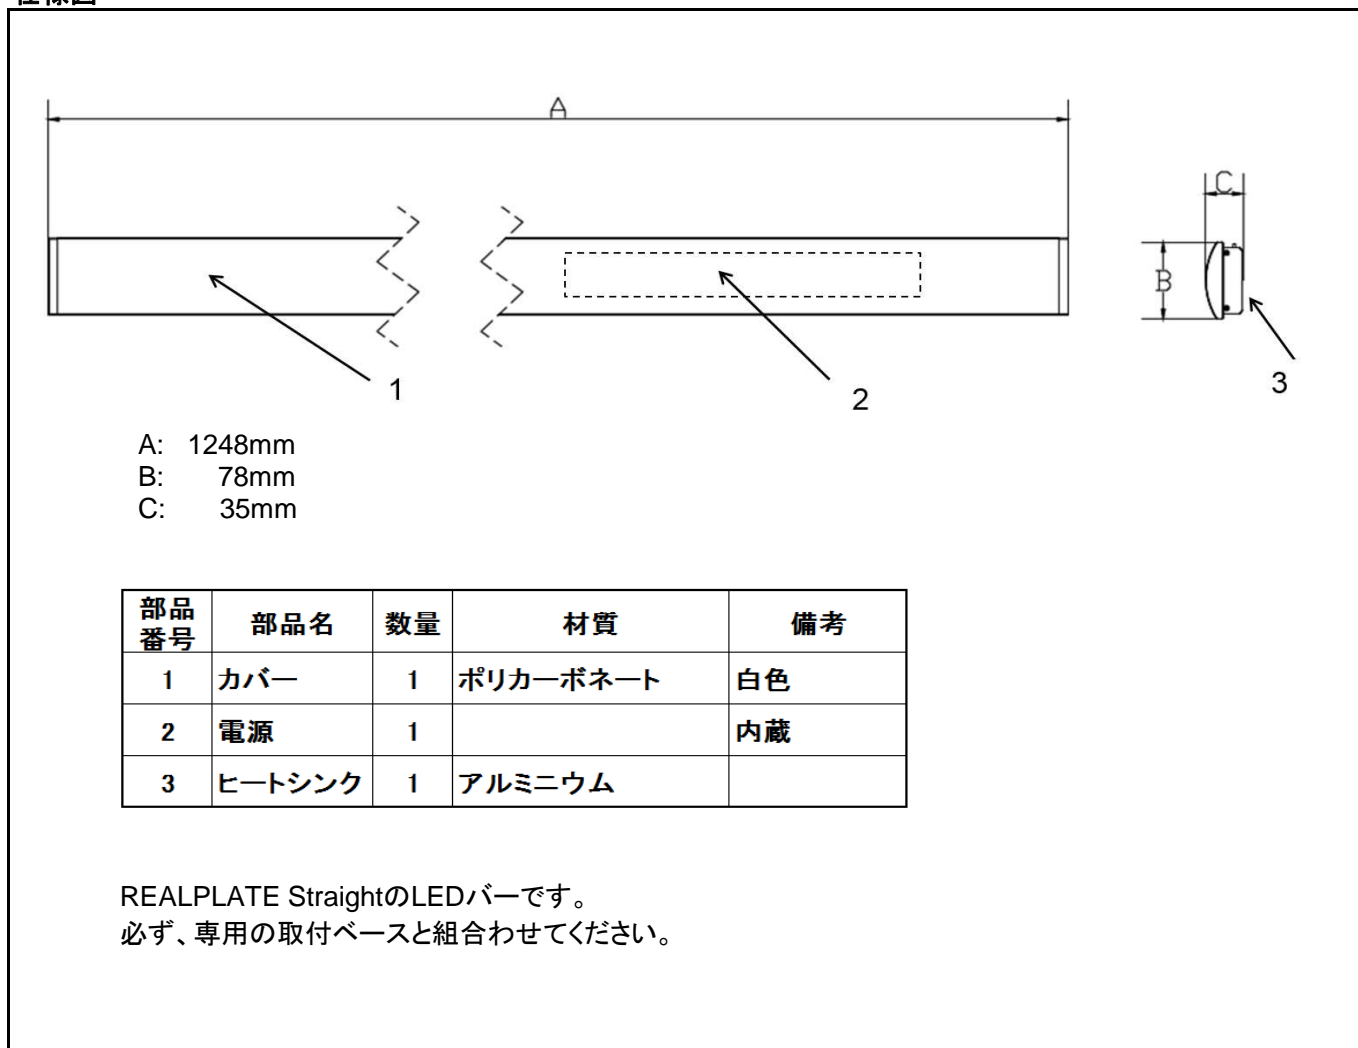 A
C
B
1
2
3
A: 1248mm
B: 78mm
C: 35mm
部品番号 部品名 数量 材質 備考
1 カバー 1 ポリカーボネート 白色
2 電源 1 内蔵
3 ヒートシンク 1 アルミニウム
REALPLATE StraightのLEDバーです。
必ず、専用の取付ベースと組合わせてください。